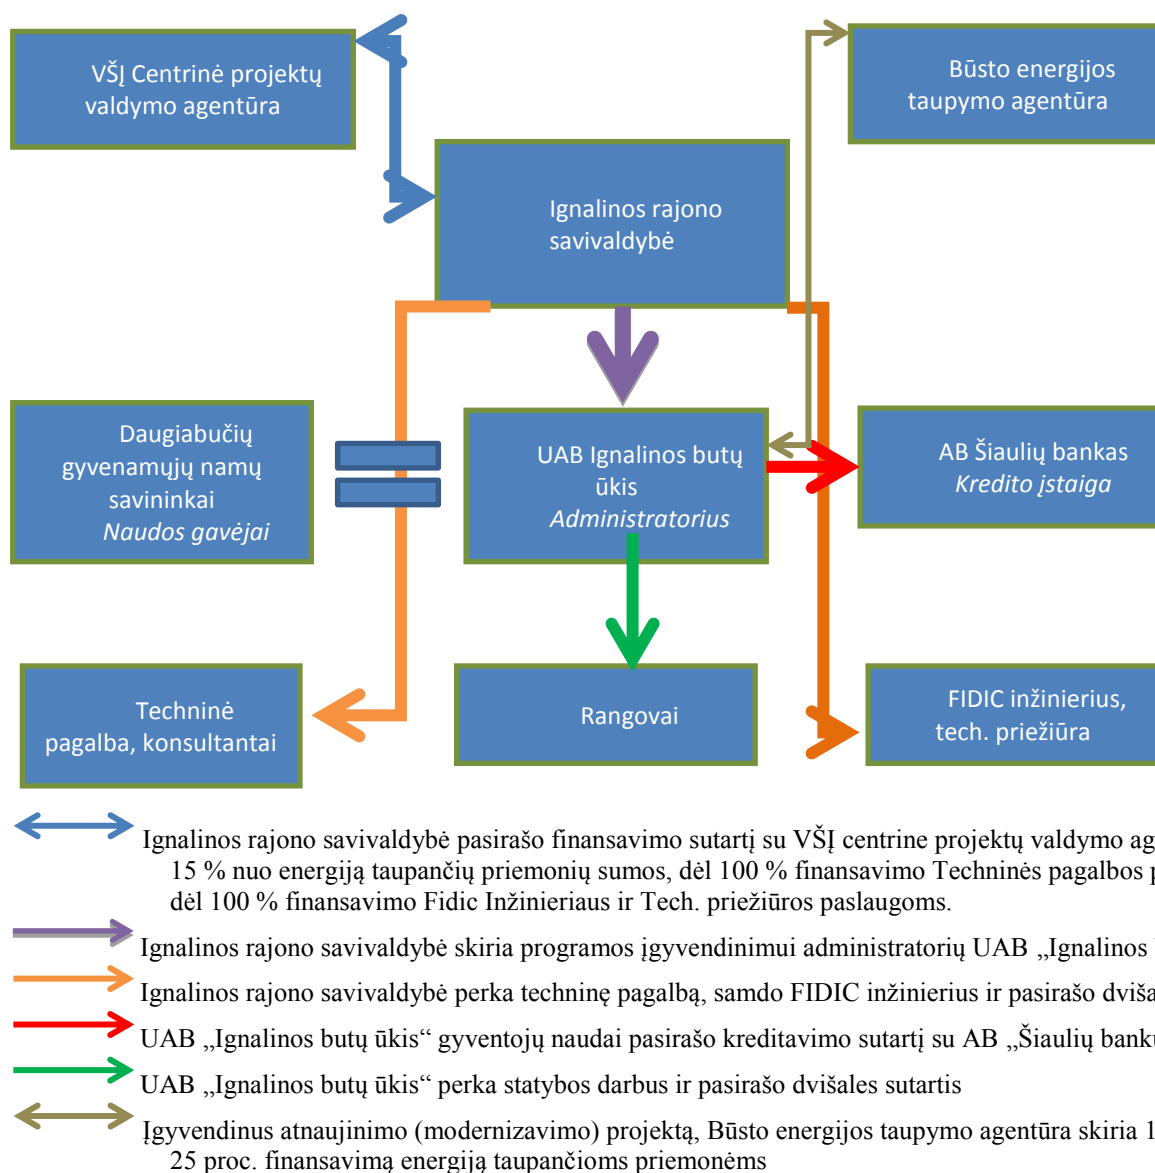 VŠĮ Centrinė projektų
valdymo agentūra
Būsto energijos
taupymo agentūra
Ignalinos rajono
savivaldybė
Daugiabučių
gyvenamųjų namų
savininkai
Naudos gavėjai
UAB Ignalinos butų
ūkis
Administratorius
AB Šiaulių bankas
Kredito įstaiga
Techninė
pagalba, konsultantai
Rangovai
FIDIC inžinierius,
tech. priežiūra
Ignalinos rajono savivaldybė pasirašo finansavimo sutartį su VŠĮ centrine projektų valdymo ag
15 % nuo energiją taupančių priemonių sumos, dėl 100 % finansavimo Techninės pagalbos p
dėl 100 % finansavimo Fidic Inžinieriaus ir Tech. priežiūros paslaugoms.
Ignalinos rajono savivaldybė skiria programos įgyvendinimui administratorių UAB „Ignalinos
Ignalinos rajono savivaldybė perka techninę pagalbą, samdo FIDIC inžinierius ir pasirašo dviša
UAB „Ignalinos butų ūkis“ gyventojų naudai pasirašo kreditavimo sutartį su AB „Šiaulių banku
UAB „Ignalinos butų ūkis“ perka statybos darbus ir pasirašo dvišales sutartis
Įgyvendinus atnaujinimo (modernizavimo) projektą, Būsto energijos taupymo agentūra skiria 1
25 proc. finansavimą energiją taupančioms priemonėms